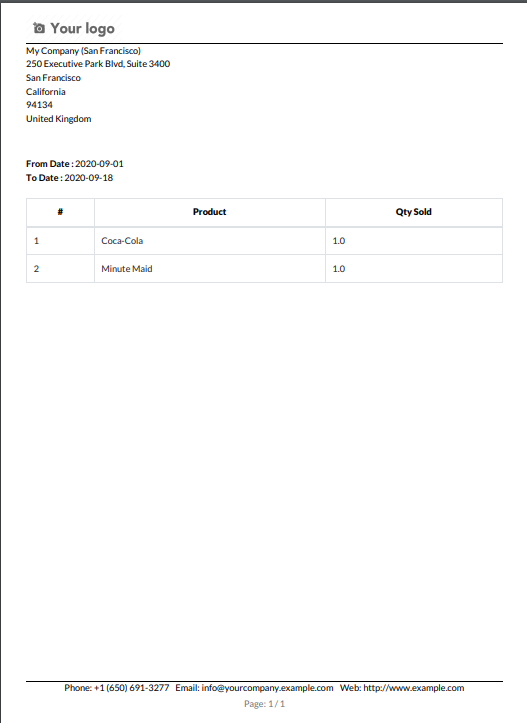 Your logo
My Company (San Francisco)
250 Executive Park Blvd, Suite 3400
San Francisco
California
94134
United Kingdom
From Date : 2020-09-01
To Date : 2020-09-18
# Product Qty Sold
1 Coca-Cola 1.0
2 Minute Maid 1.0
Phone: +1 (650) 691-3277 Email: info@yourcompany.example.com Web: http://www.example.com
Page: 1 / 1